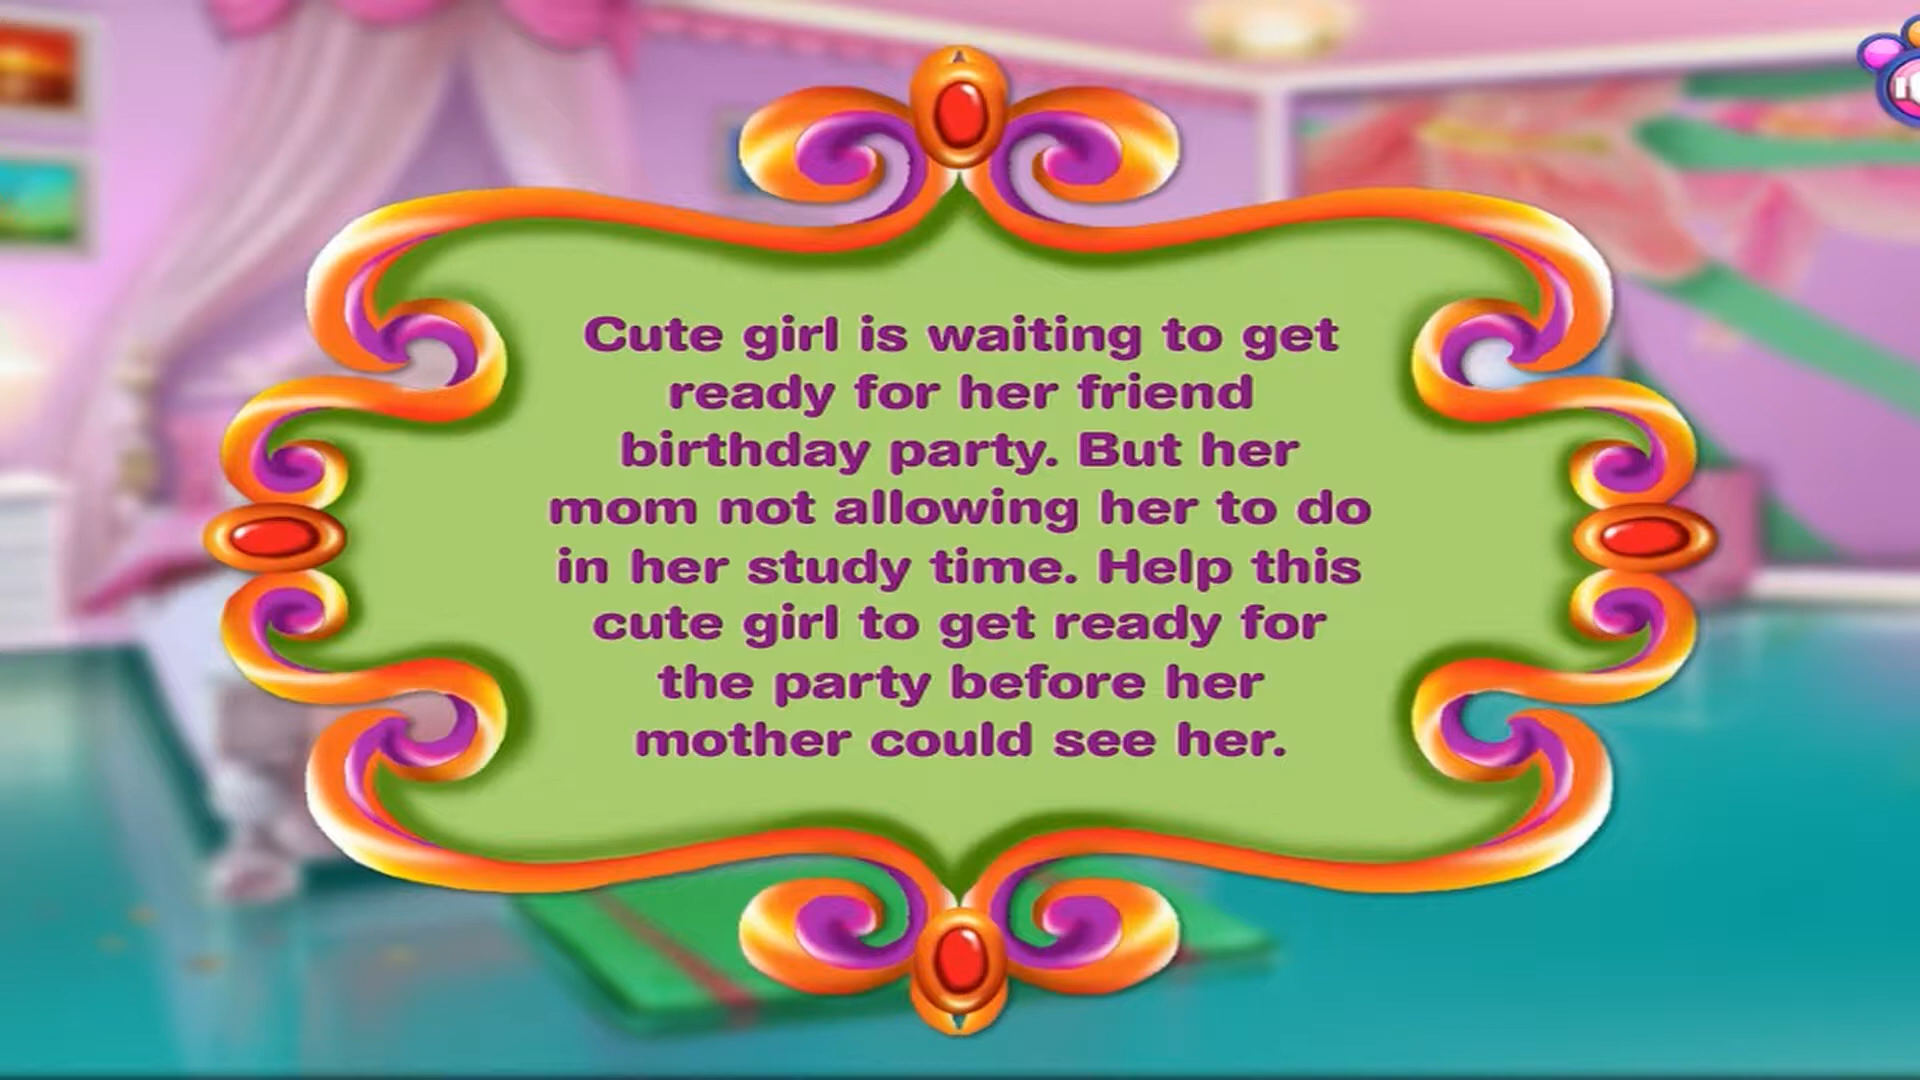 Cute girl is waiting to get
ready for her friend
birthday party. But her
mom not allowing her to do
in her study time. Help this
cute girl to get ready for
the party before her
mother could see her.